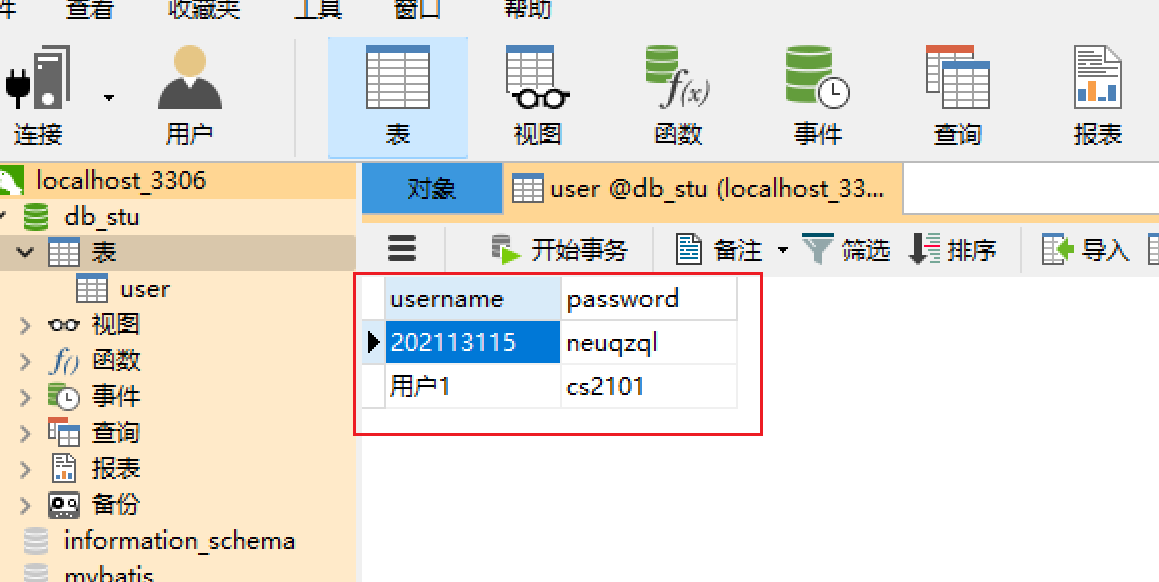 件 查看 收藏夹 工具 窗口 帮助
连接 用户 表 视图 f(x) 函数 事件 查询 报表
localhost_3306
对象 user @db_stu (localhost_33...
db_stu
表
开始事务 备注 筛选 排序 导入
user
username password
视图
202113115 neuqzql
f() 函数
用户1 cs2101
事件
查询
报表
备份
information_schema
mybatis